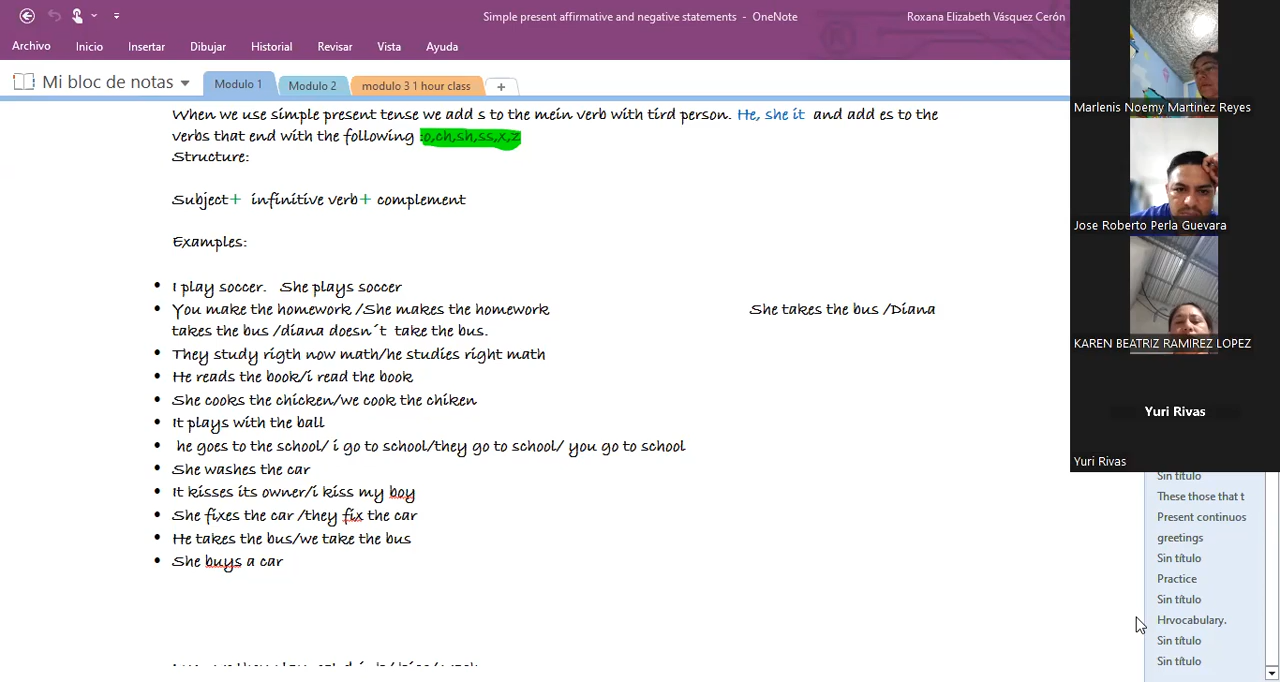 Simple present affirmative and negative statements - OneNote
Roxana Elizabeth Vásquez Cerón
Archivo Inicio Insertar Dibujar Historial Revisar Vista Ayuda
Mi bloc de notas Modulo 1 Modulo 2 modulo 3 1 hour class +
When we use simple present tense we add s to the mein verb with tird person. He, she it and add es to the
verbs that end with the following :o,ch,sh,ss,x,z
Structure:
Subject+ infinitive verb+ complement
Examples:
• I play soccer. She plays soccer
• You make the homework /She makes the homework She takes the bus /Diana
takes the bus /diana doesn´t take the bus.
• They study rigth now math/he studies right math
• He reads the book/i read the book
• She cooks the chicken/we cook the chiken
• It plays with the ball
• he goes to the school/ i go to school/they go to school/ you go to school
• She washes the car
• It kisses its owner/i kiss my boy
• She fixes the car /they fix the car
• He takes the bus/we take the bus
• She buys a car
Marlenis Noemy Martinez Reyes
Jose Roberto Perla Guevara
KAREN BEATRIZ RAMIREZ LOPEZ
Yuri Rivas
Yuri Rivas
Sin título
These those that t
Present continuos
greetings
Sin título
Practice
Sin título
Hrvocabulary.
Sin título
Sin título